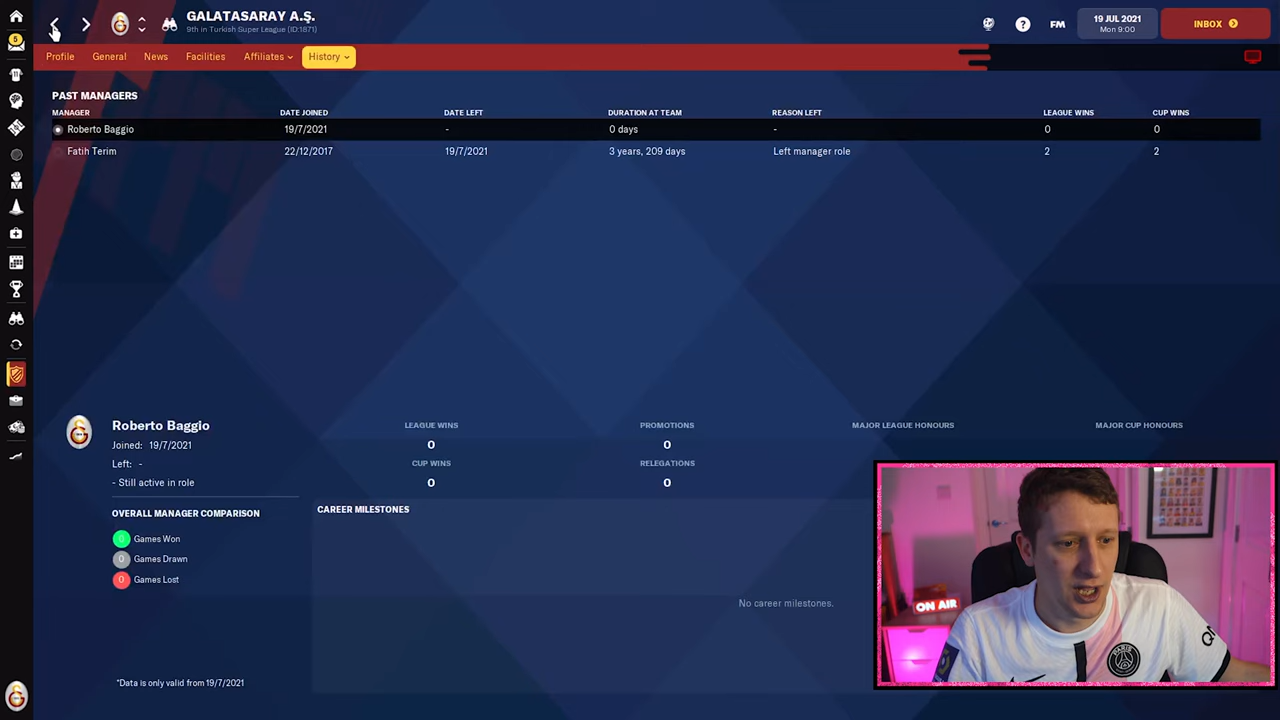 GALATASARAY A.Ş.
9th in Turkish Super League (ID:1871)
5
FM
19 JUL 2021
Mon 9:00
INBOX
Profile
General
News
Facilities
Affiliates
History
PAST MANAGERS
MANAGER DATE JOINED DATE LEFT DURATION AT TEAM REASON LEFT LEAGUE WINS CUP WINS
Roberto Baggio 19/7/2021 - 0 days - 0 0
Fatih Terim 22/12/2017 19/7/2021 3 years, 209 days Left manager role 2 2
Roberto Baggio
Joined: 19/7/2021
Left: -
- Still active in role
LEAGUE WINS
0
CUP WINS
0
PROMOTIONS
0
RELEGATIONS
0
MAJOR LEAGUE HONOURS
MAJOR CUP HONOURS
OVERALL MANAGER COMPARISON
0 Games Won
0 Games Drawn
0 Games Lost
CAREER MILESTONES
No career milestones.
*Data is only valid from 19/7/2021
ON AIR
PARIS